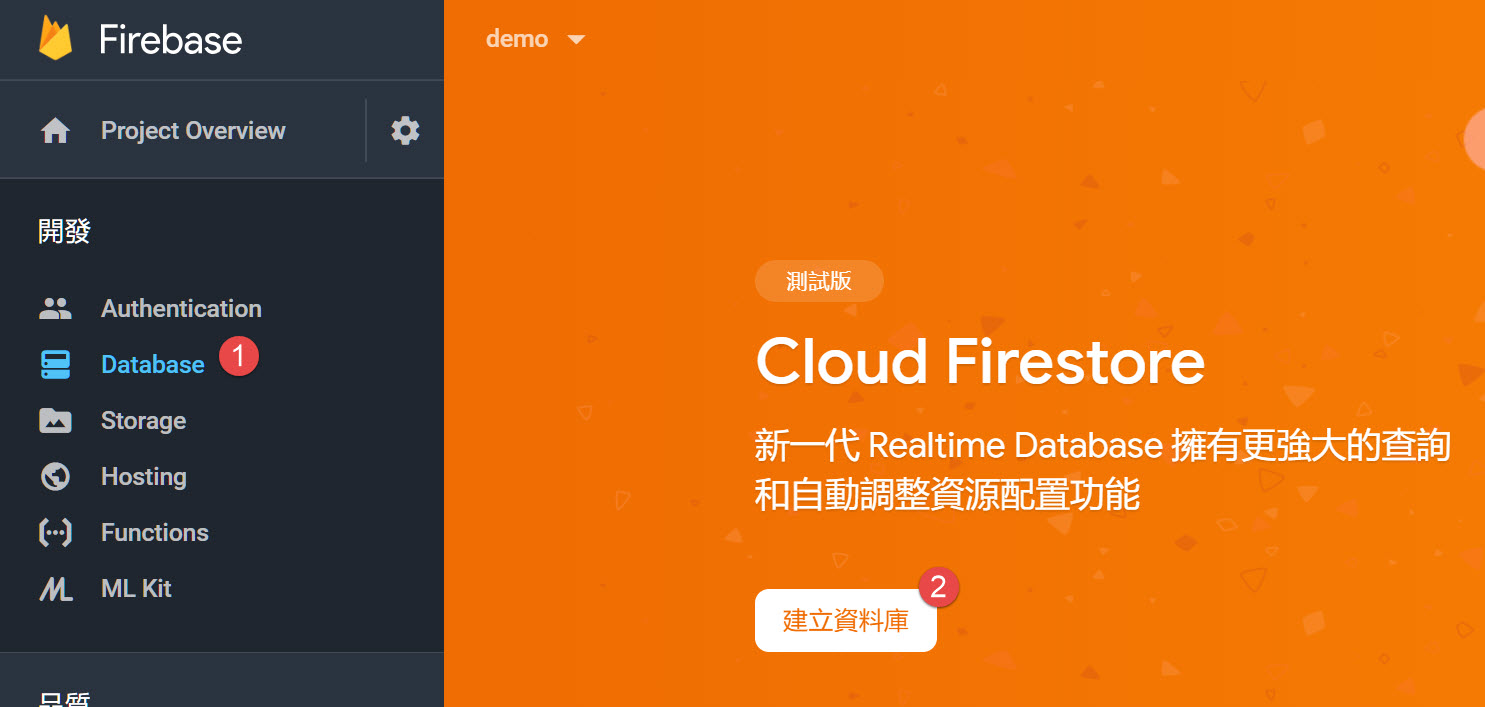 Firebase
demo
Project Overview
開發
Authentication
Database
1
Storage
Hosting
Functions
ML Kit
品質
測試版
Cloud Firestore
新一代 Realtime Database 擁有更強大的查詢
和自動調整資源配置功能
建立資料庫
2